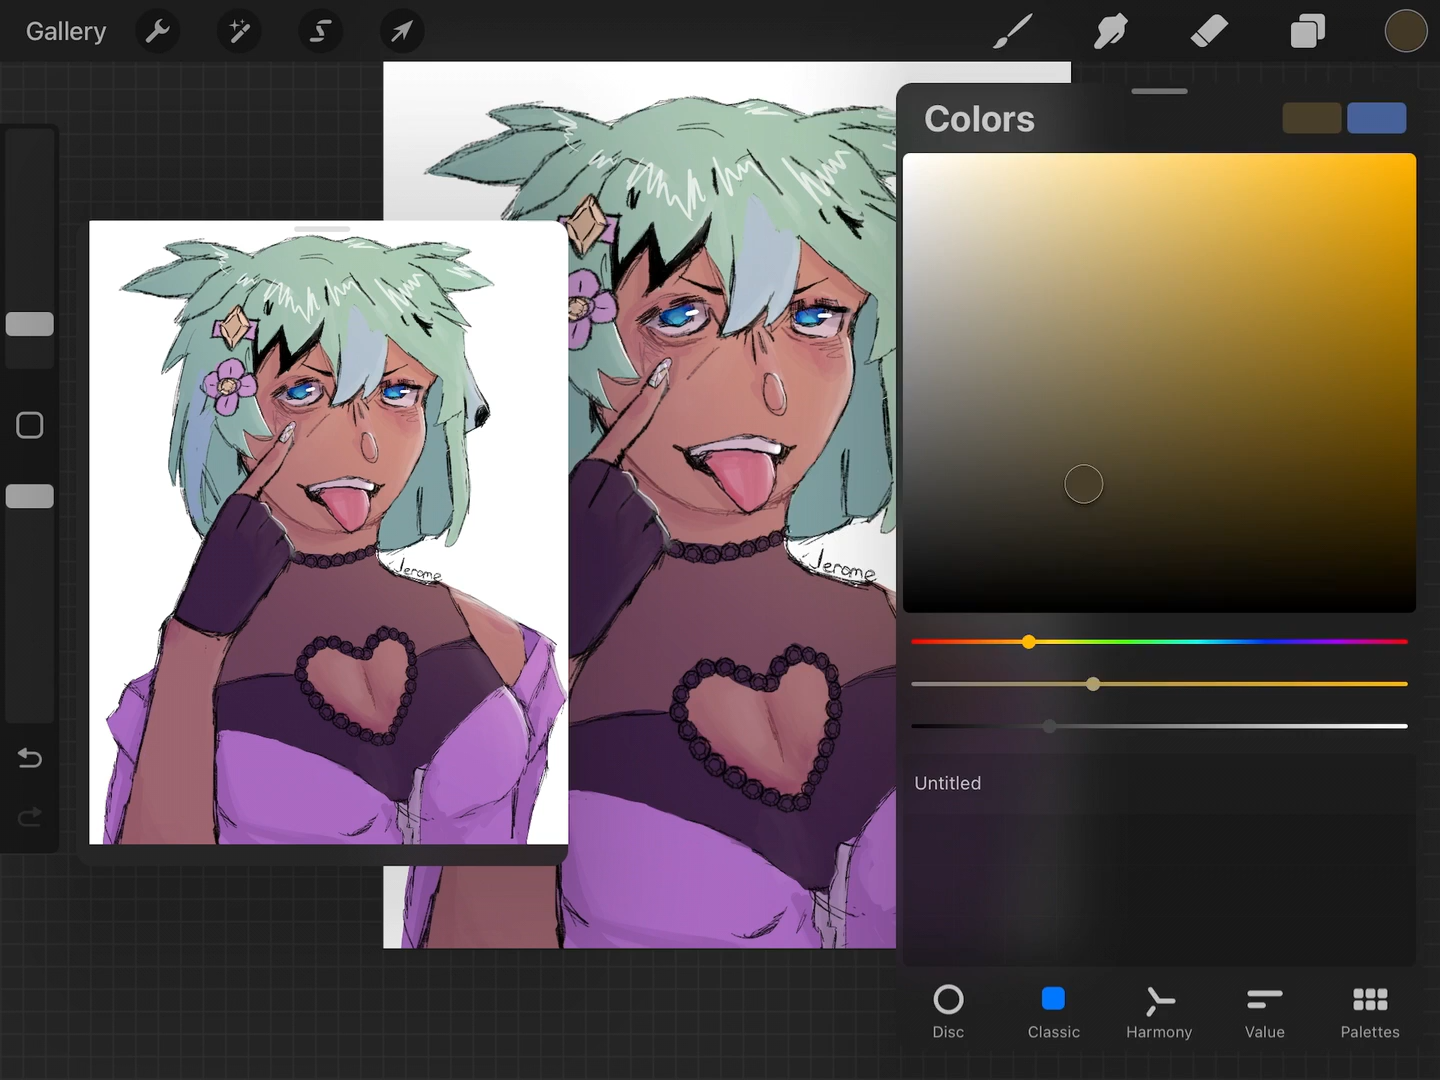 Gallery
Colors
Jerome
Jerome
Untitled
Disc
Classic
Harmony
Value
Palettes